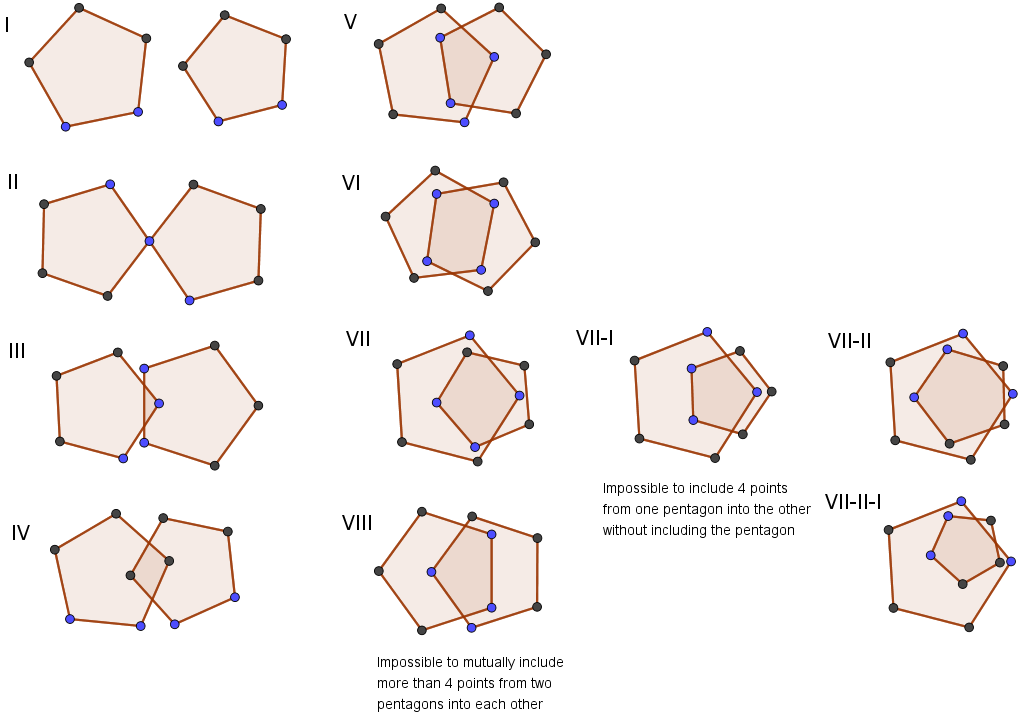 I
V
II
VI
III
VII
VII-I
VII-II
Impossible to include 4 points
from one pentagon into the other
without including the pentagon
VII-II-I
IV
VIII
Impossible to mutually include
more than 4 points from two
pentagons into each other